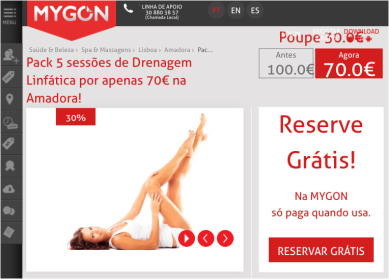 MENU
MYGON
LINHA DE APOIO
30 880 38 57
(Chamada Local)
PT EN ES
Saúde & Beleza › Spa & Massagens › Lisboa › Amadora › Pac...
Pack 5 sessões de Drenagem
Linfática por apenas 70€ na
Amadora!
Poupe 30.0€
DOWNLOAD
Antes
100.0€
Agora
70.0€
30%
Reserve
Grátis!
Na MYGON
só paga quando usa.
RESERVAR GRÁTIS